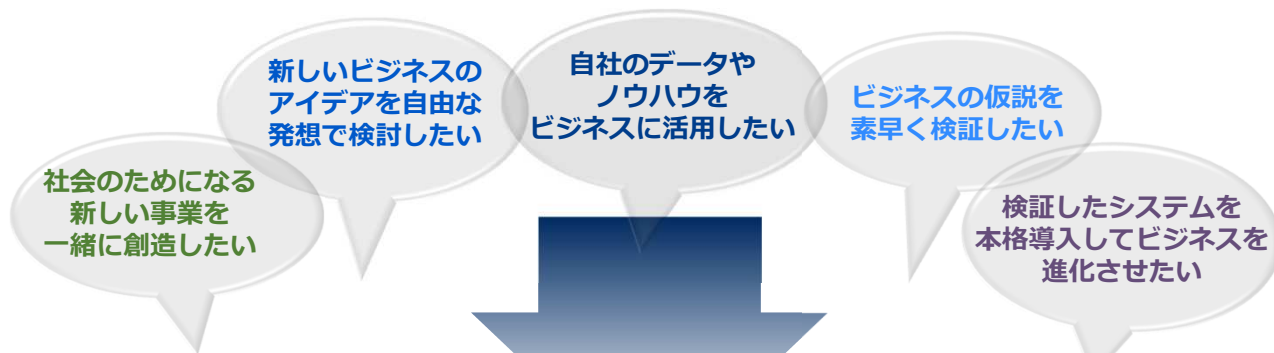 社会のためになる
新しい事業を
一緒に創造したい
新しいビジネスの
アイデアを自由な
発想で検討したい
自社のデータや
ノウハウを
ビジネスに活用したい
ビジネスの仮説を
素早く検証したい
検証したシステムを
本格導入してビジネスを
進化させたい